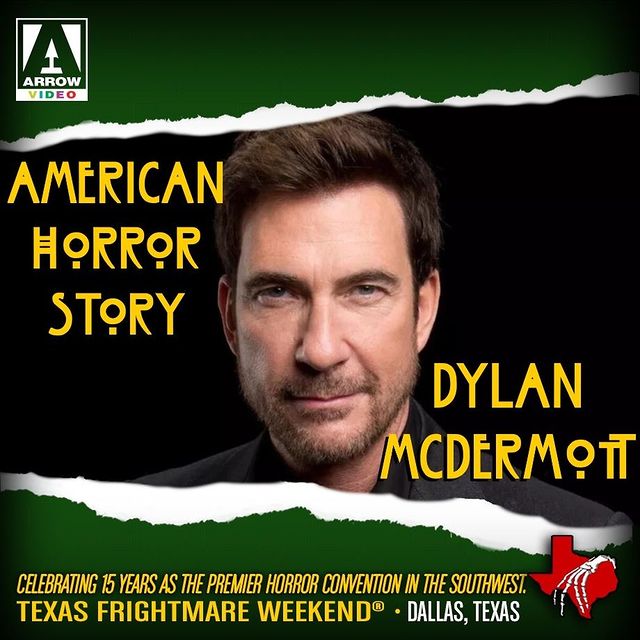 ARROW
VIDEO
AMERICAN
HORROR
STORY
DYLAN
MCDERMOTT
CELEBRATING 15 YEARS AS THE PREMIER HORROR CONVENTION IN THE SOUTHWEST.
TEXAS FRIGHTMARE WEEKEND® · DALLAS, TEXAS